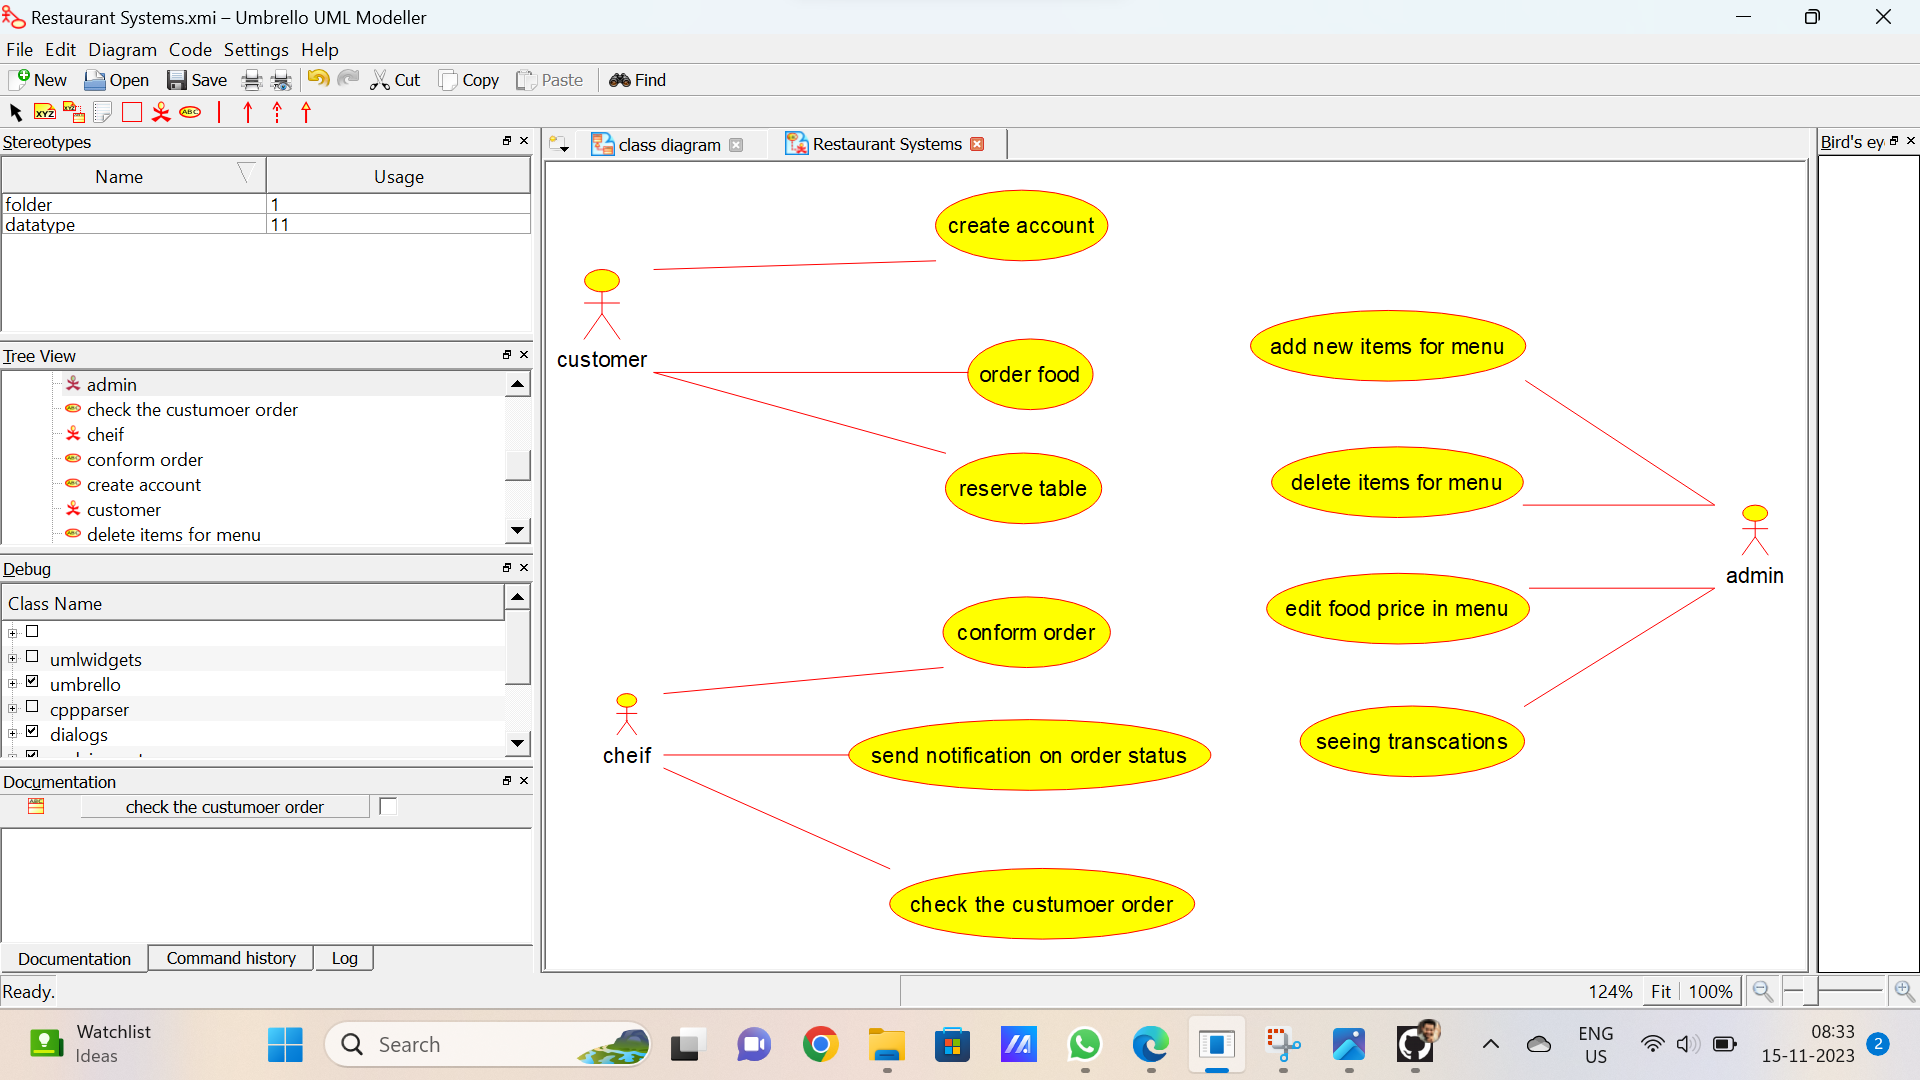 Restaurant Systems.xmi – Umbrello UML Modeller
File Edit Diagram Code Settings Help
New Open Save Cut Copy Paste Find
XYZ XYZ ABC
Stereotypes
Name Usage
folder 1
datatype 11
Tree View
admin
check the custumoer order
cheif
conform order
create account
customer
delete items for menu
Debug
Class Name
umlwidgets
umbrello
cppparser
dialogs
Documentation
ABC check the custumoer order
Documentation Command history Log
Ready.
class diagram Restaurant Systems
create account
customer
order food
reserve table
add new items for menu
delete items for menu
admin
edit food price in menu
seeing transcations
conform order
cheif
send notification on order status
check the custumoer order
Bird's ey
124% Fit 100%
Watchlist
Ideas
Search
ENG
US
08:33
15-11-2023
2